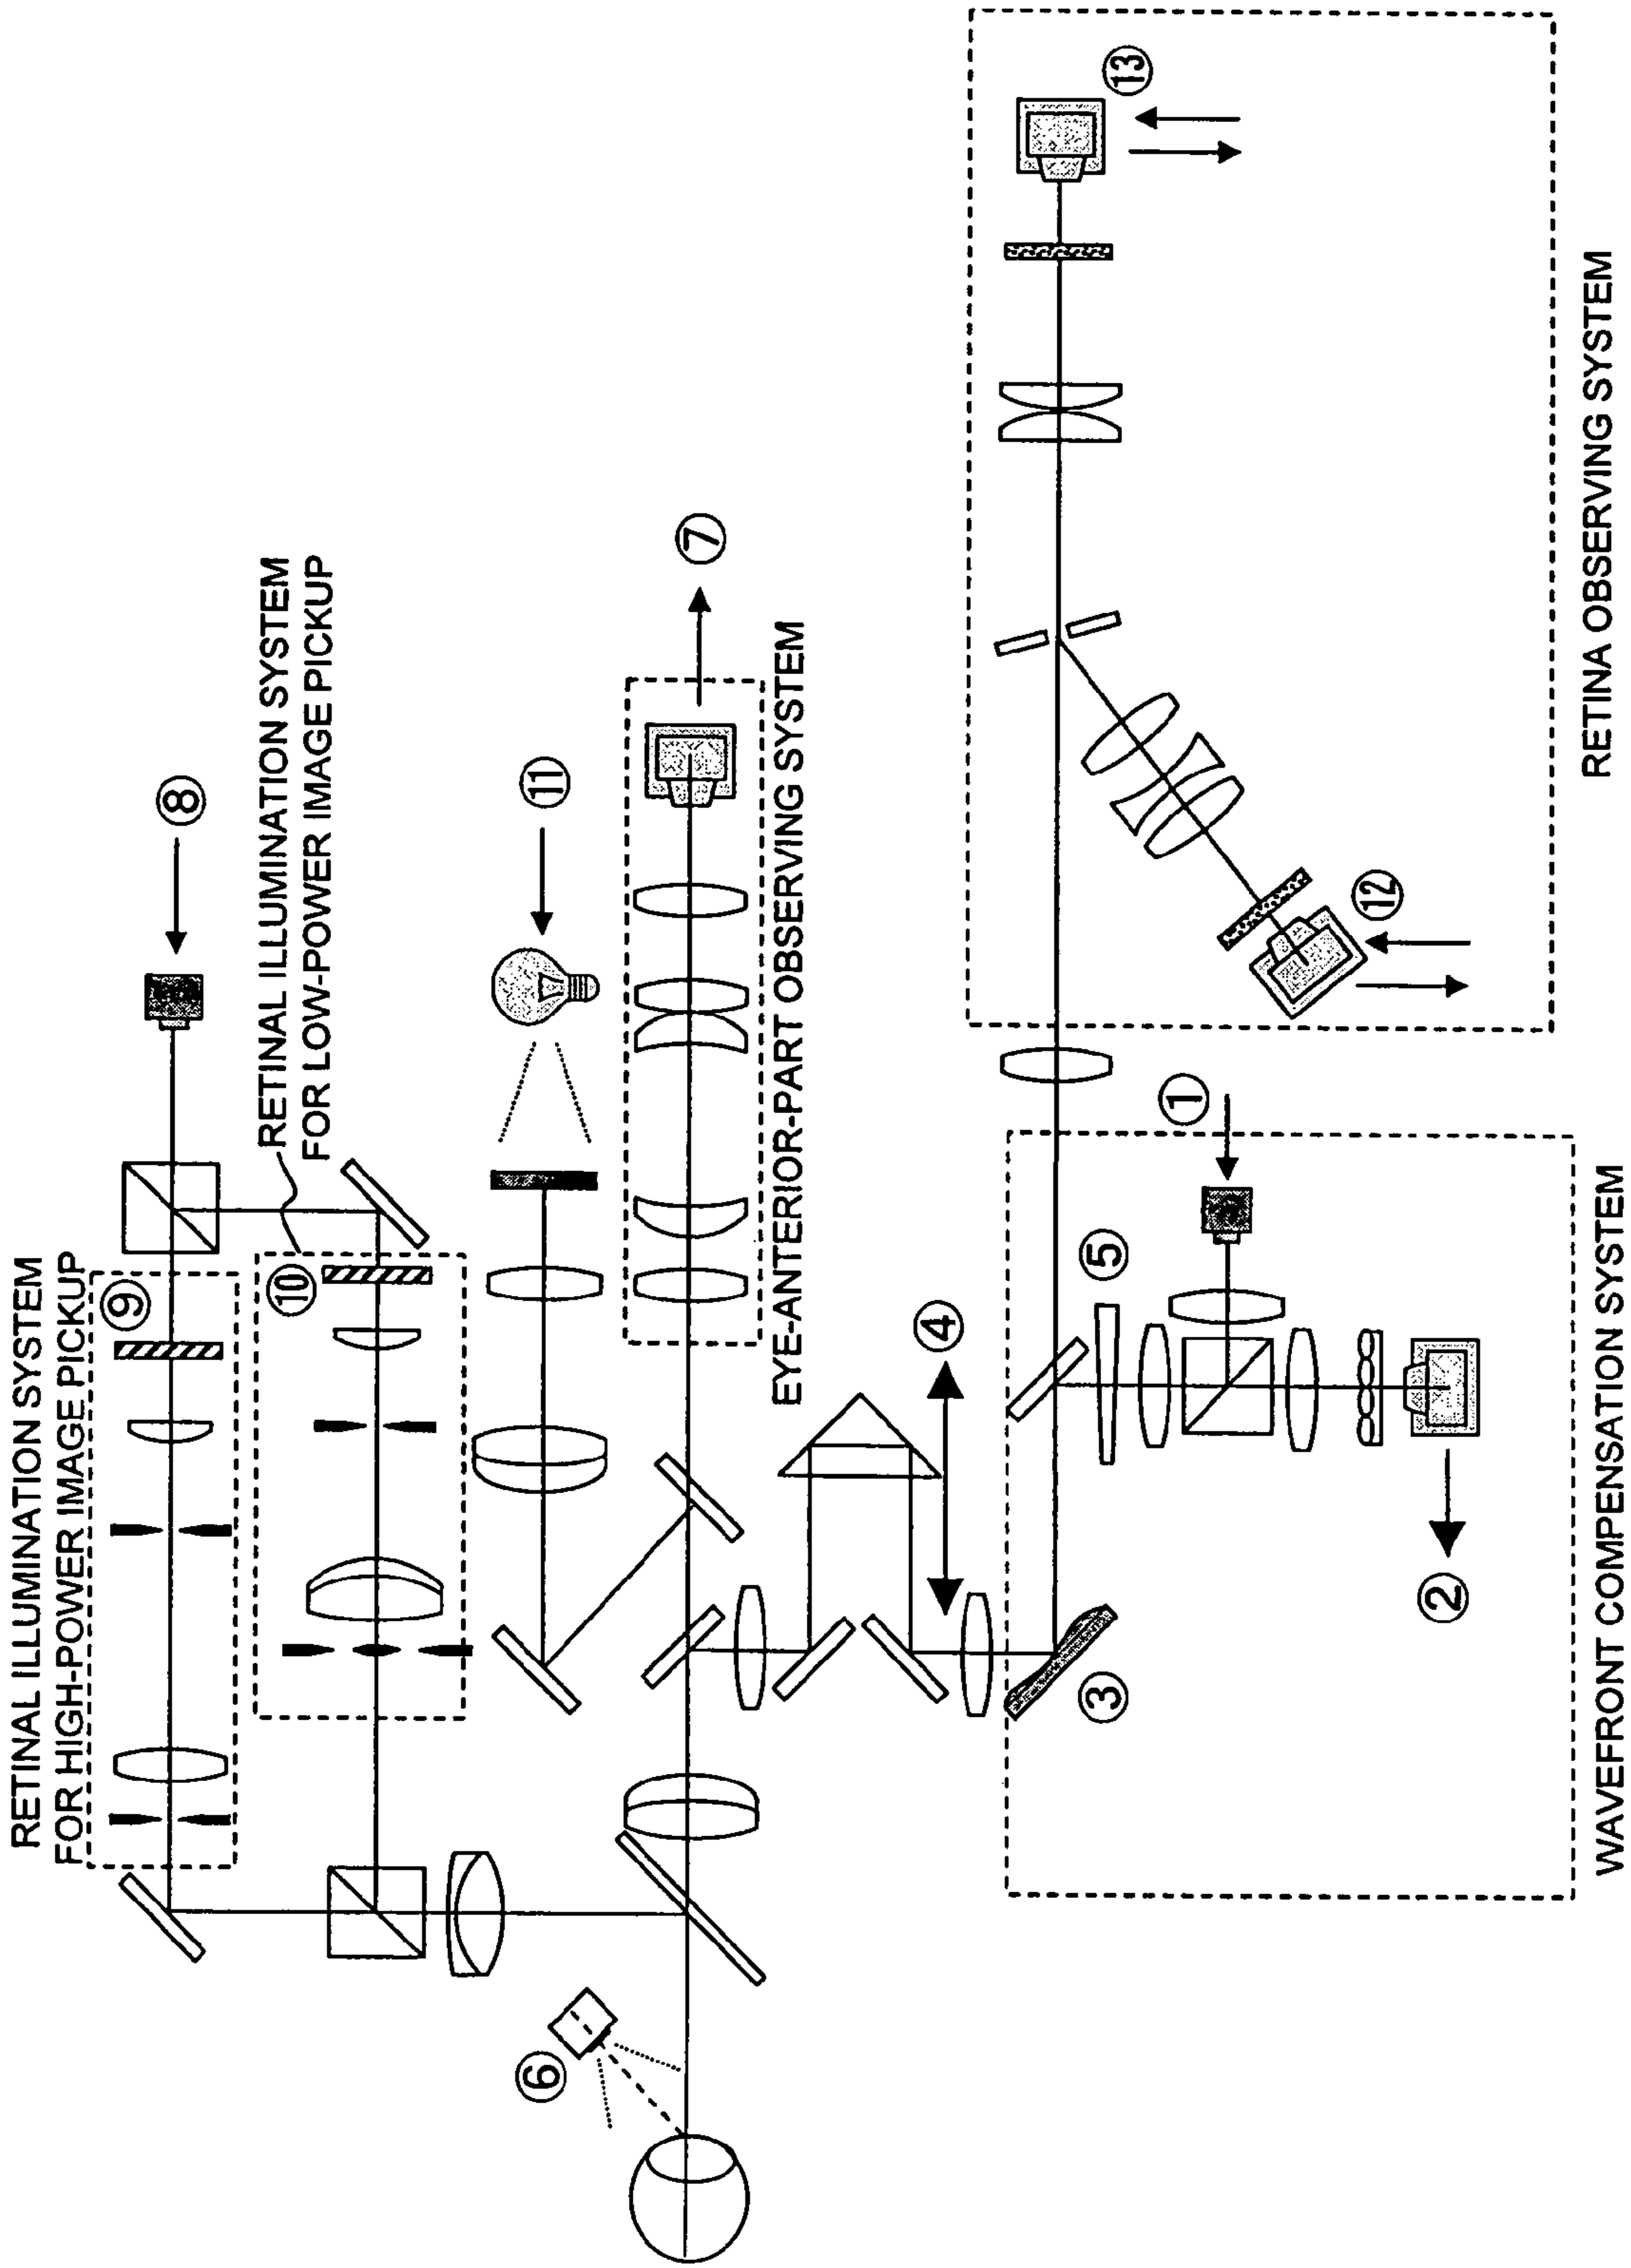 RETINAL ILLUMINATION SYSTEM
FOR HIGH-POWER IMAGE PICKUP
⑨
⑧
RETINAL ILLUMINATION SYSTEM
FOR LOW-POWER IMAGE PICKUP
⑩
⑪
⑥
⑦
EYE-ANTERIOR-PART OBSERVING SYSTEM
④
③
⑤
①
②
WAVEFRONT COMPENSATION SYSTEM
⑬
⑫
RETINA OBSERVING SYSTEM